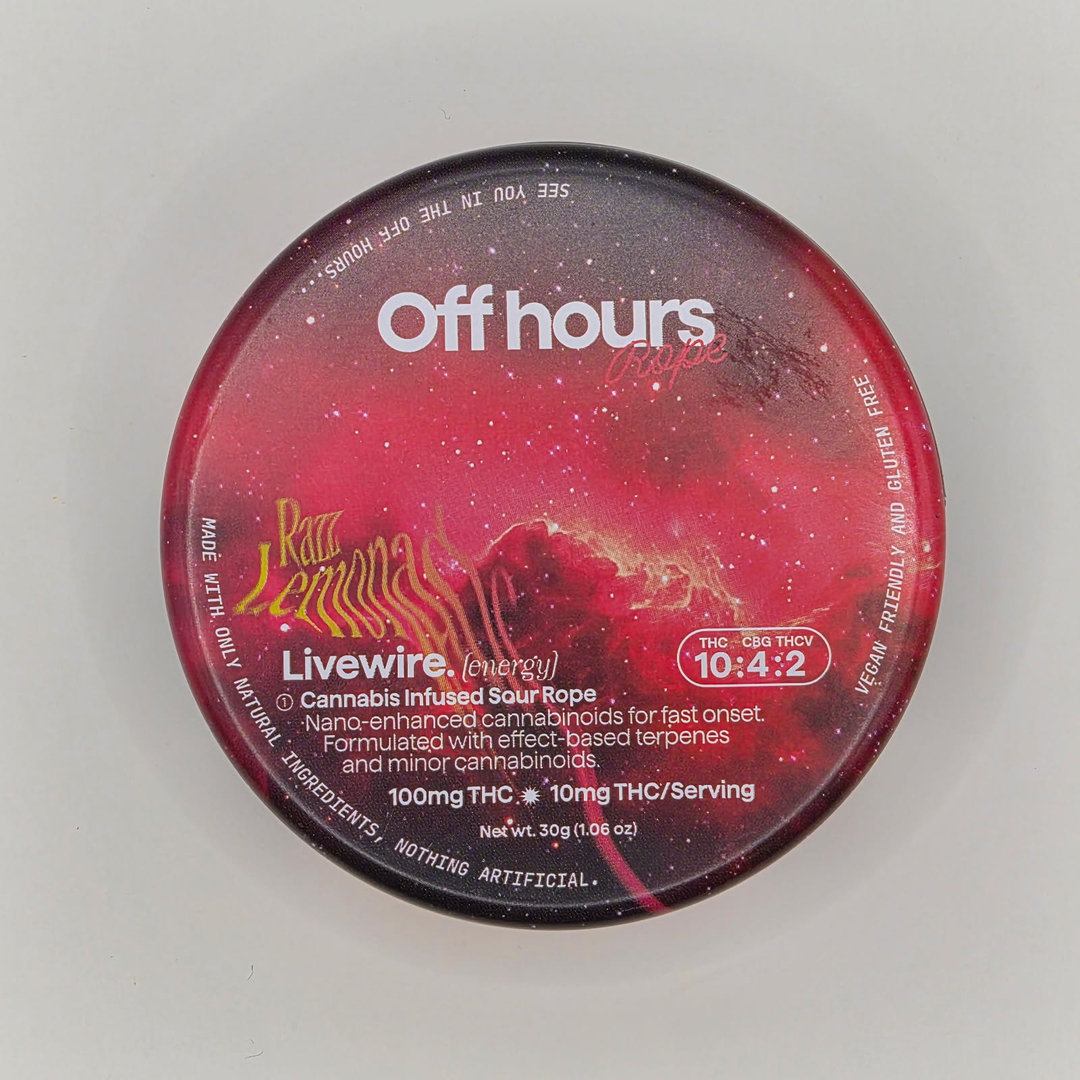 SEE YOU IN THE OFF HOURS...
Off hours
Rope
VEGAN FRIENDLY AND GLUTEN FREE
MADE WITH ONLY NATURAL INGREDIENTS, NOTHING ARTIFICIAL.
Razz
Livewire. (energy)
THC CBG THCV
10:4:2
① Cannabis Infused Sour Rope
Nano-enhanced cannabinoids for fast onset.
Formulated with effect-based terpenes
and minor cannabinoids.
100mg THC ✹ 10mg THC/Serving
Net wt. 30g (1.06 oz)